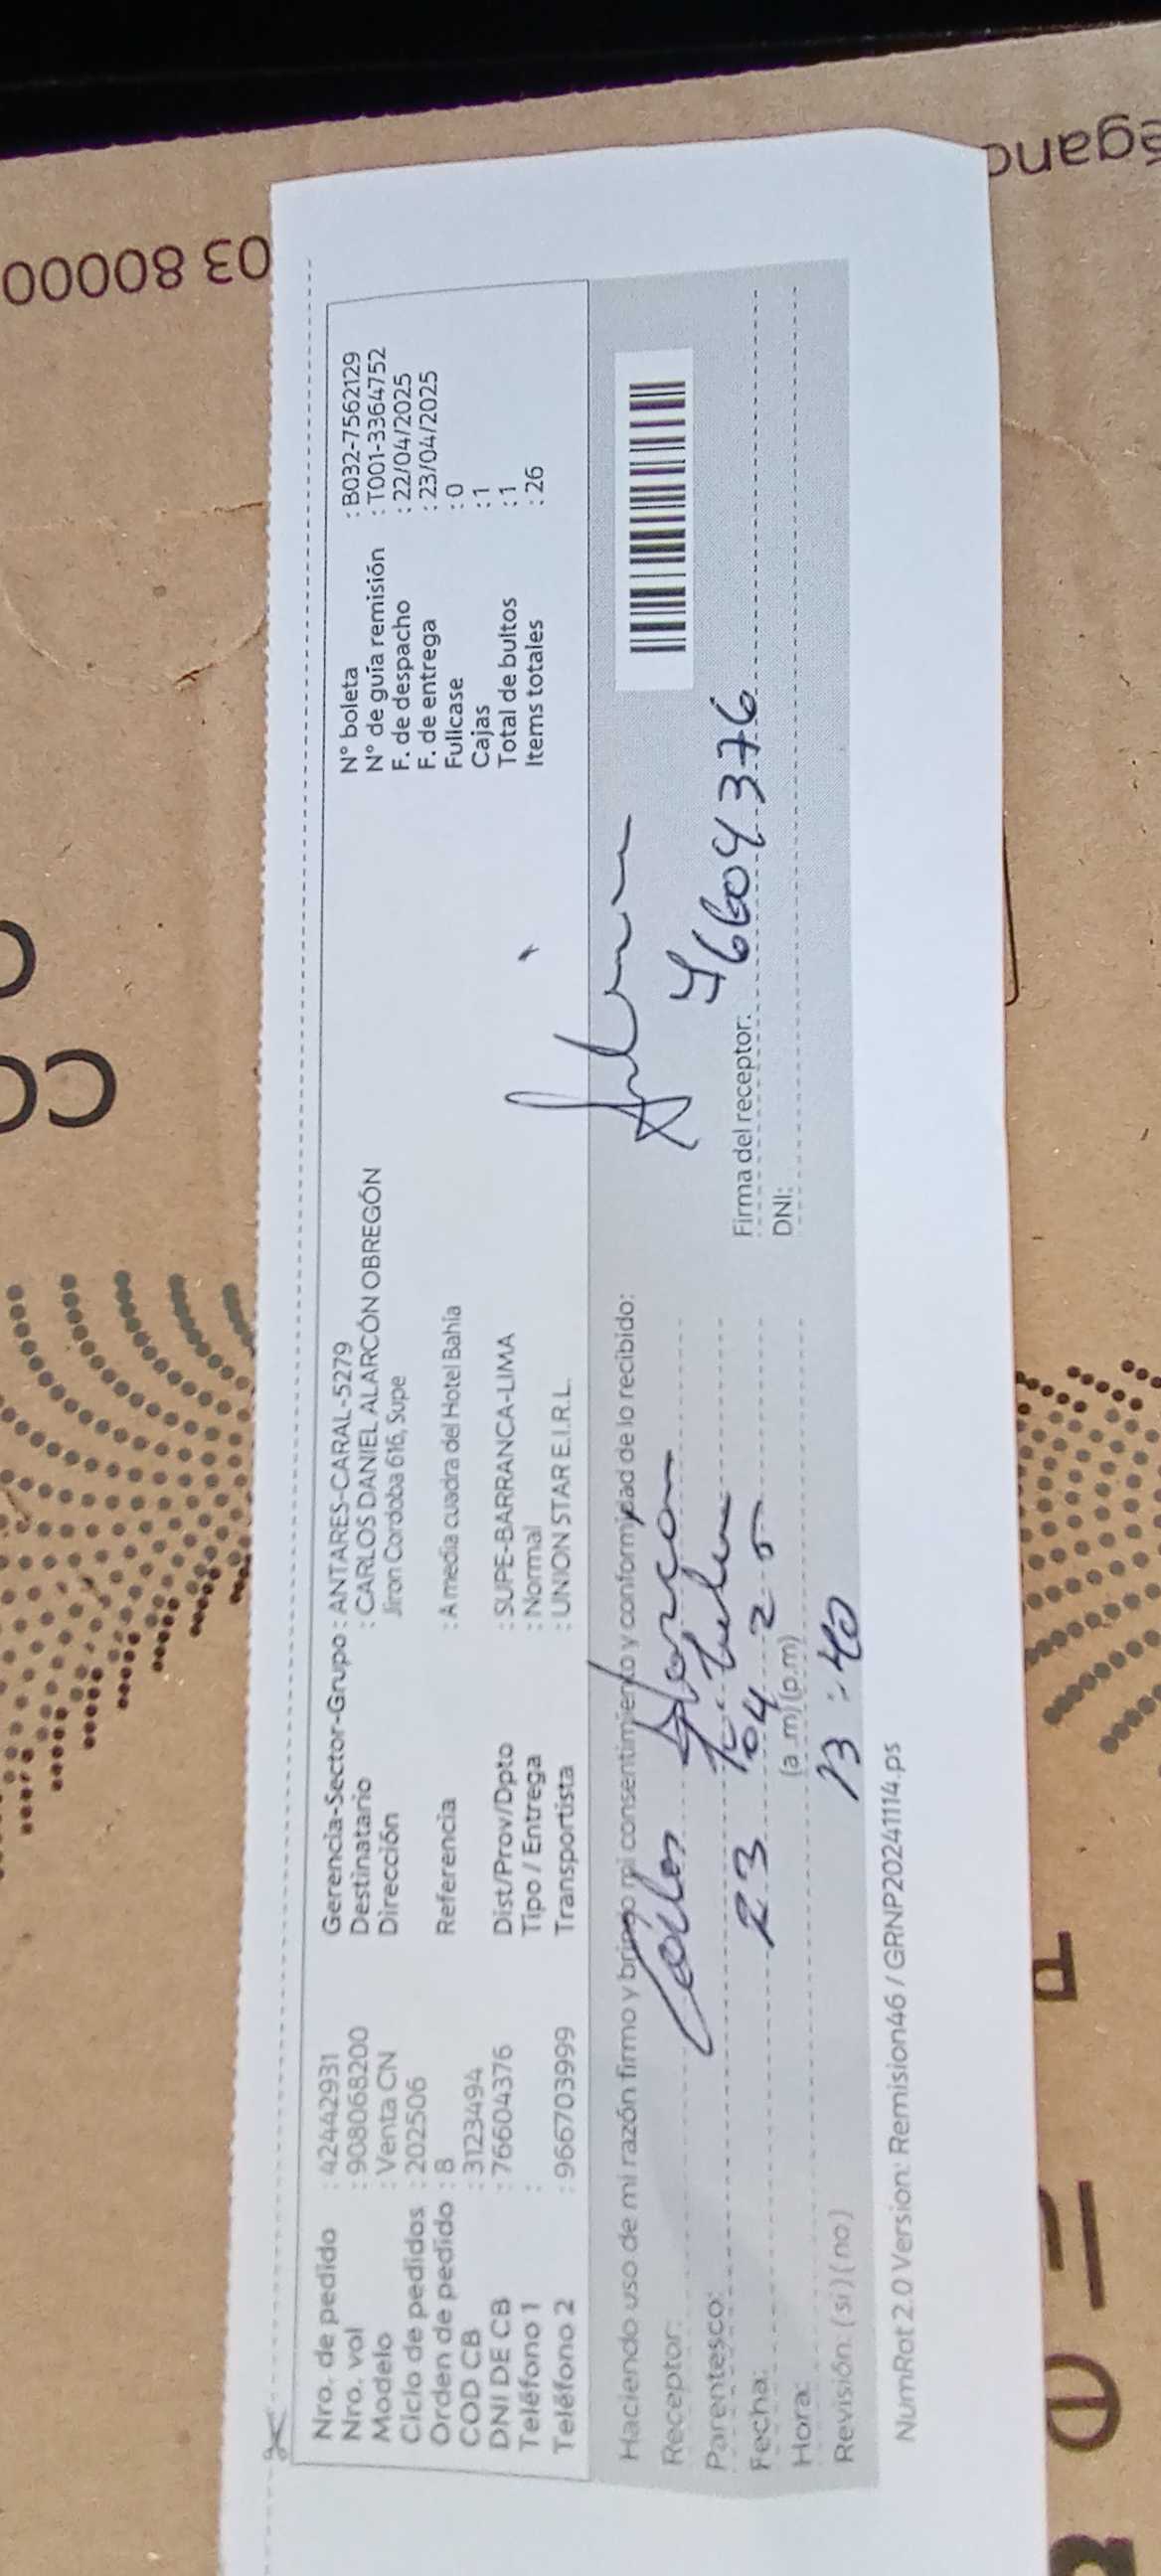 Nro. de pedido : 42442931
Nro. vol : 908068200
Modelo : Venta CN
Ciclo de pedidos : 202506
Orden de pedido : 8
COD CB : 3123494
DNI DE CB : 76604376
Teléfono 1 :
Teléfono 2 : 966703999
Gerencia-Sector-Grupo : ANTARES-CARAL-5279
Destinatario : CARLOS DANIEL ALARCÓN OBREGÓN
Dirección Jiron Cordoba 616, Supe
Referencia : A media cuadra del Hotel Bahía
Dist/Prov/Dpto : SUPE-BARRANCA-LIMA
Tipo / Entrega : Normal
Transportista : UNION STAR E.I.R.L.
N° boleta : B032-7562129
N° de guía remisión : T001-3364752
F. de despacho : 22/04/2025
F. de entrega : 23/04/2025
Fullcase : 0
Cajas : 1
Total de bultos : 1
Items totales : 26
Haciendo uso de mi razón firmo y brindo mi consentimiento y conformidad de lo recibido:
Receptor: Carlos Alarcon
Parentesco: Titular
Fecha: 23 04 25
Hora: (a .m) (p.m) 13:40
Revisión: ( si ) ( no )
Firma del receptor: 76604376
DNI:
NumRot 2.0 Version: Remision46 / GRNP20241114.ps
03 80000